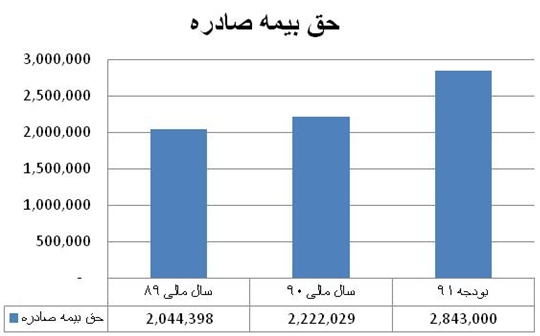 حق بیمه صادره
3,000,000
2,500,000
2,000,000
1,500,000
1,000,000
500,000
-
سال مالی ۸۹ سال مالی ۹۰ بودجه ۹۱
حق بیمه صادره 2,044,398 2,222,029 2,843,000